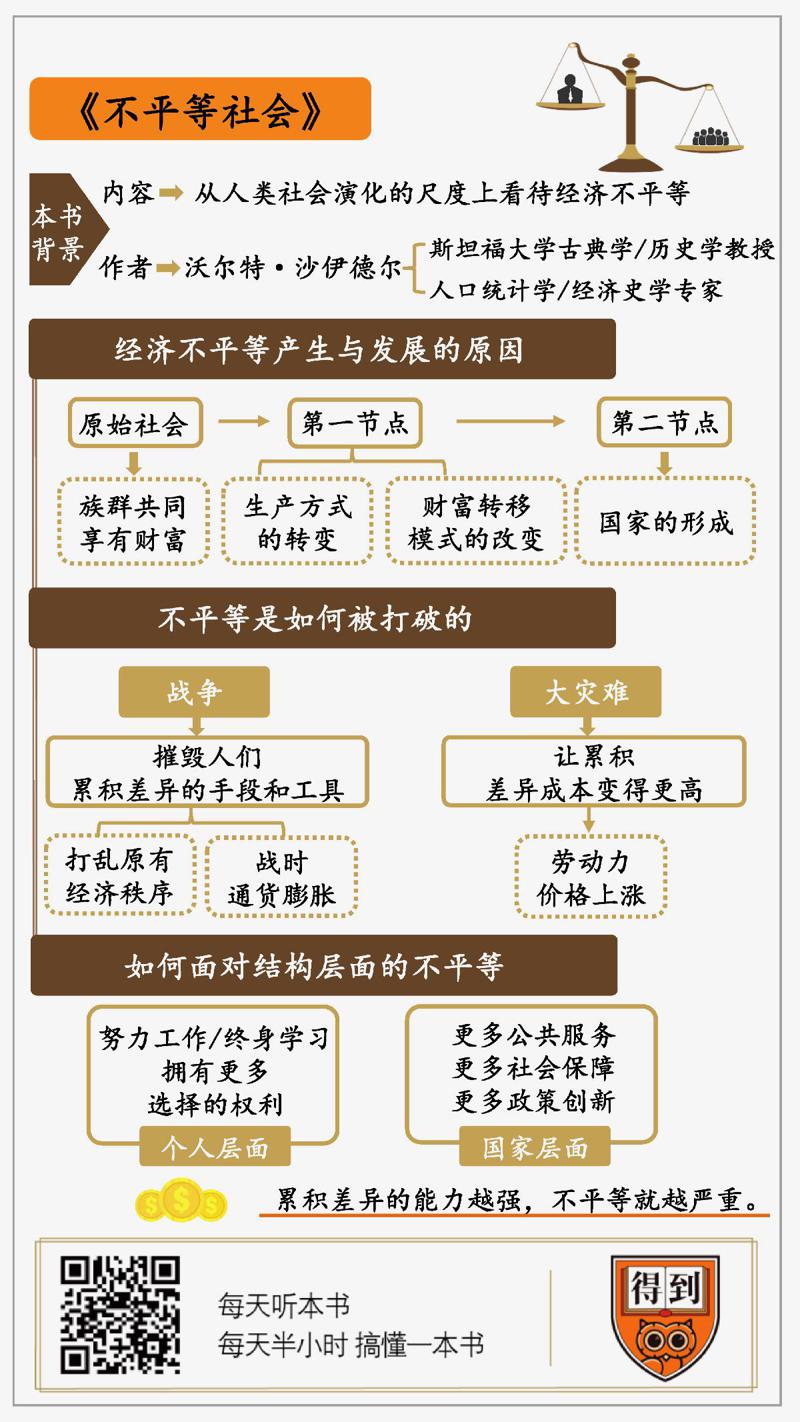 《不平等社会》
本书
背景
内容 从人类社会演化的尺度上看待经济不平等
作者 沃尔特·沙伊德尔
斯坦福大学古典学/历史学教授
人口统计学/经济史学专家
经济不平等产生与发展的原因
原始社会
第一节点
第二节点
族群共同
享有财富
生产方式
的转变
财富转移
模式的改变
国家的形成
不平等是如何被打破的
战争
摧毁人们
累积差异的手段和工具
打乱原有
经济秩序
战时
通货膨胀
大灾难
让累积
差异成本变得更高
劳动力
价格上涨
如何面对结构层面的不平等
努力工作/终身学习
拥有更多
选择的权利
个人层面
更多公共服务
更多社会保障
更多政策创新
国家层面
累积差异的能力越强，不平等就越严重。
每天听本书
每天半小时 搞懂一本书
得到